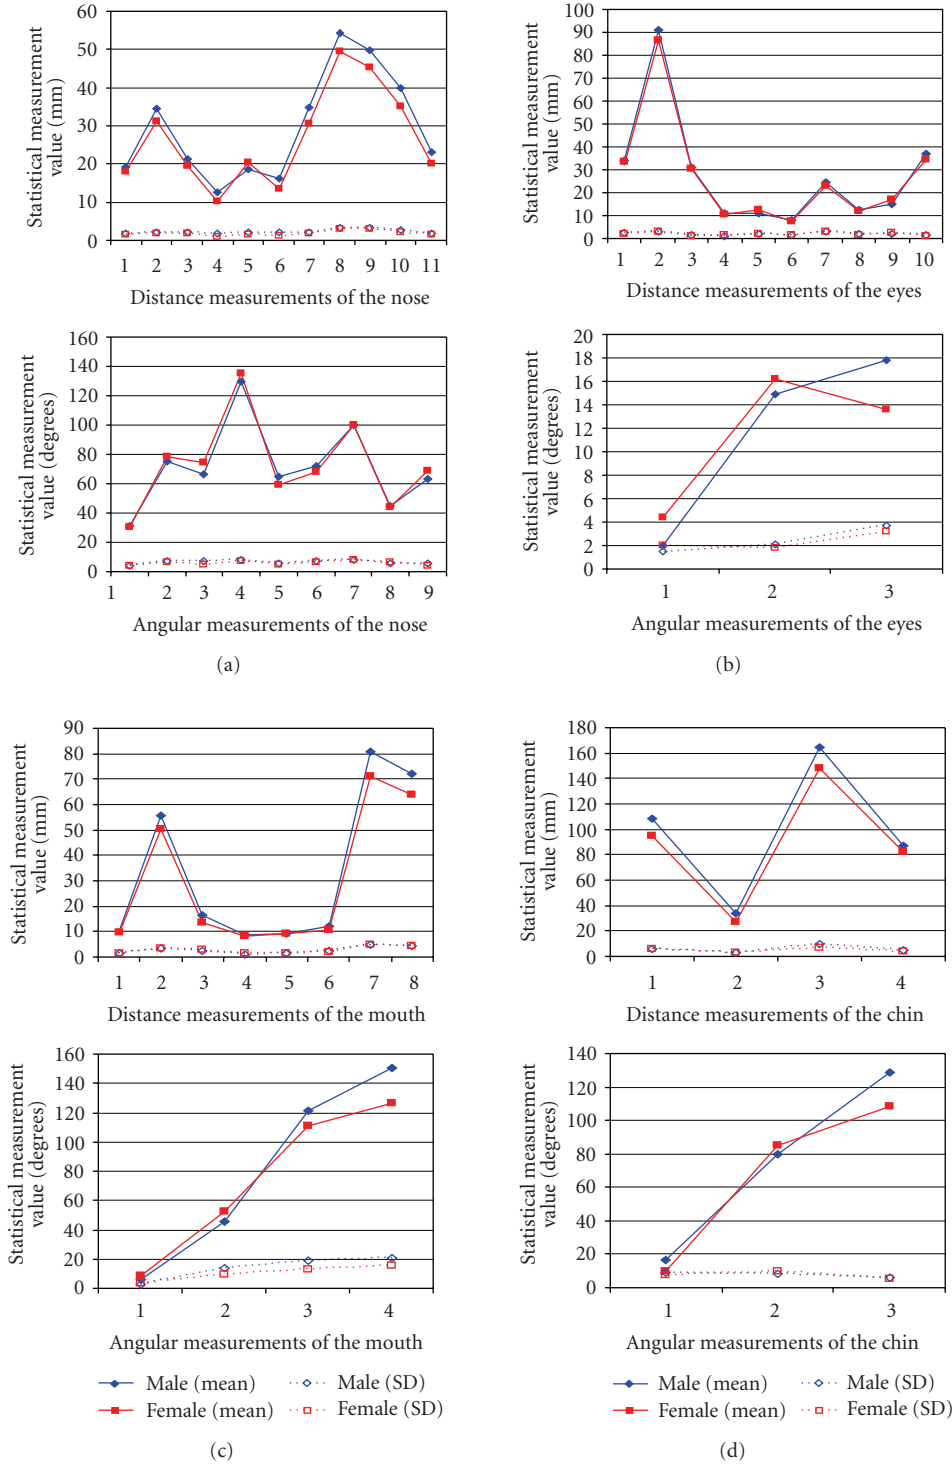 Statistical measurement
value (mm)
60
50
40
30
20
10
0
1 2 3 4 5 6 7 8 9 10 11
Distance measurements of the nose
Statistical measurement
value (mm)
100
90
80
70
60
50
40
30
20
10
0
1 2 3 4 5 6 7 8 9 10
Distance measurements of the eyes
Statistical measurement
value (degrees)
160
140
120
100
80
60
40
20
0
1 2 3 4 5 6 7 8 9
Angular measurements of the nose
(a)
Statistical measurement
value (degrees)
20
18
16
14
12
10
8
6
4
2
0
1 2 3
Angular measurements of the eyes
(b)
Statistical measurement
value (mm)
90
80
70
60
50
40
30
20
10
0
1 2 3 4 5 6 7 8
Distance measurements of the mouth
Statistical measurement
value (mm)
180
160
140
120
100
80
60
40
20
0
1 2 3 4
Distance measurements of the chin
Statistical measurement
value (degrees)
160
140
120
100
80
60
40
20
0
1 2 3 4
Angular measurements of the mouth
Male (mean) Male (SD)
Female (mean) Female (SD)
(c)
Statistical measurement
value (degrees)
140
120
100
80
60
40
20
0
1 2 3
Angular measurements of the chin
Male (mean) Male (SD)
Female (mean) Female (SD)
(d)